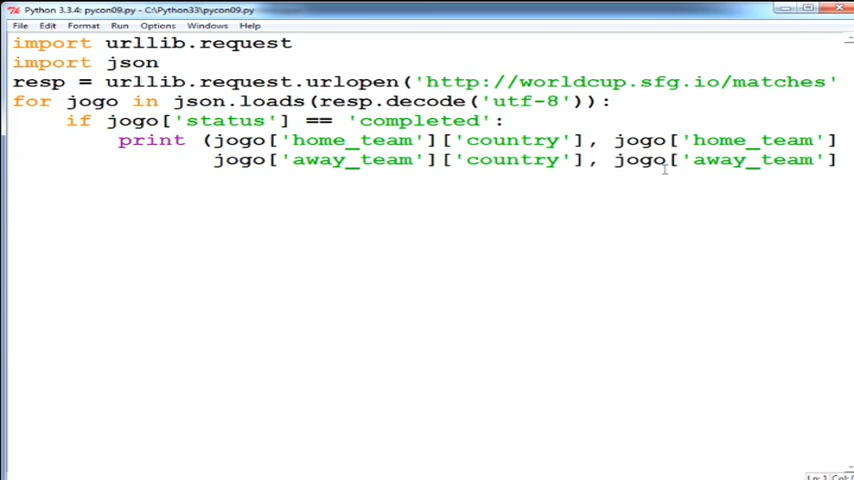 Python 3.3.4: pycon09.py - C:\Python33\pycon09.py
File Edit Format Run Options Windows Help
import urllib.request
import json
resp = urllib.request.urlopen('http://worldcup.sfg.io/matches'
for jogo in json.loads(resp.decode('utf-8')):
if jogo['status'] == 'completed':
print (jogo['home_team']['country'], jogo['home_team']
jogo['away_team']['country'], jogo['away_team']